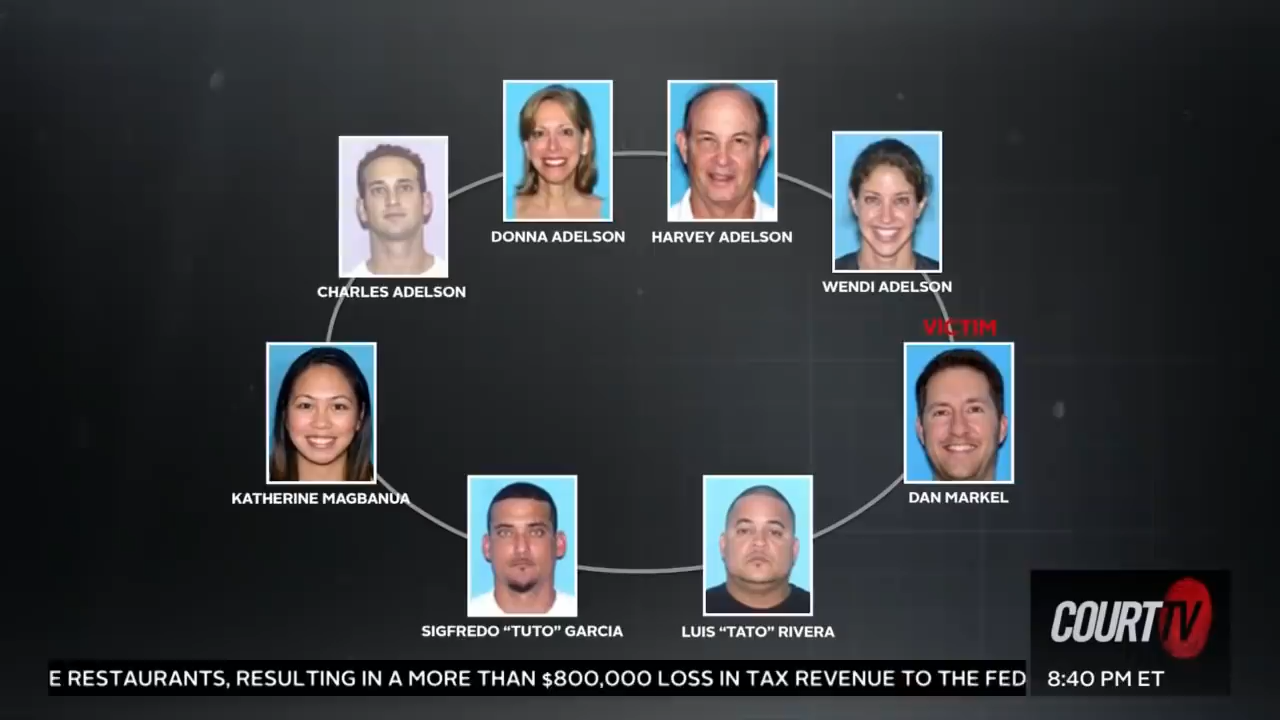 DONNA ADELSON
HARVEY ADELSON
CHARLES ADELSON
WENDI ADELSON
VICTIM
KATHERINE MAGBANUA
DAN MARKEL
SIGFREDO “TUTO” GARCIA
LUIS “TATO” RIVERA
COURT TV
E RESTAURANTS, RESULTING IN A MORE THAN $800,000 LOSS IN TAX REVENUE TO THE FED
8:40 PM ET